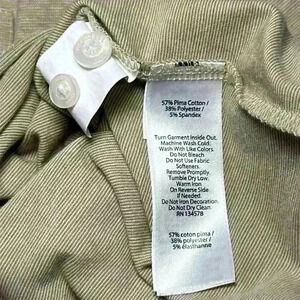 57% Pima Cotton /
38% Polyester /
5% Spandex
Turn Garment Inside Out.
Machine Wash Cold.
Wash With Like Colors.
Do Not Bleach
Do Not Use Fabric
Softeners.
Remove Promptly.
Tumble Dry Low.
Warm Iron
On Reverse Side
If Needed.
Do Not Iron Decoration.
Do Not Dry Clean.
RN 134578
57% coton pima /
38% polyester /
5% élasthanne